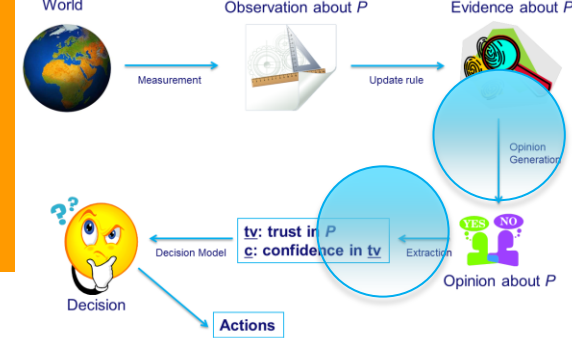 World
Observation about P
Evidence about P
Measurement
Update rule
Opinion
Generation
??
YES NO
tv: trust in P
c: confidence in tv
Decision Model
Extraction
Opinion about P
Decision
Actions